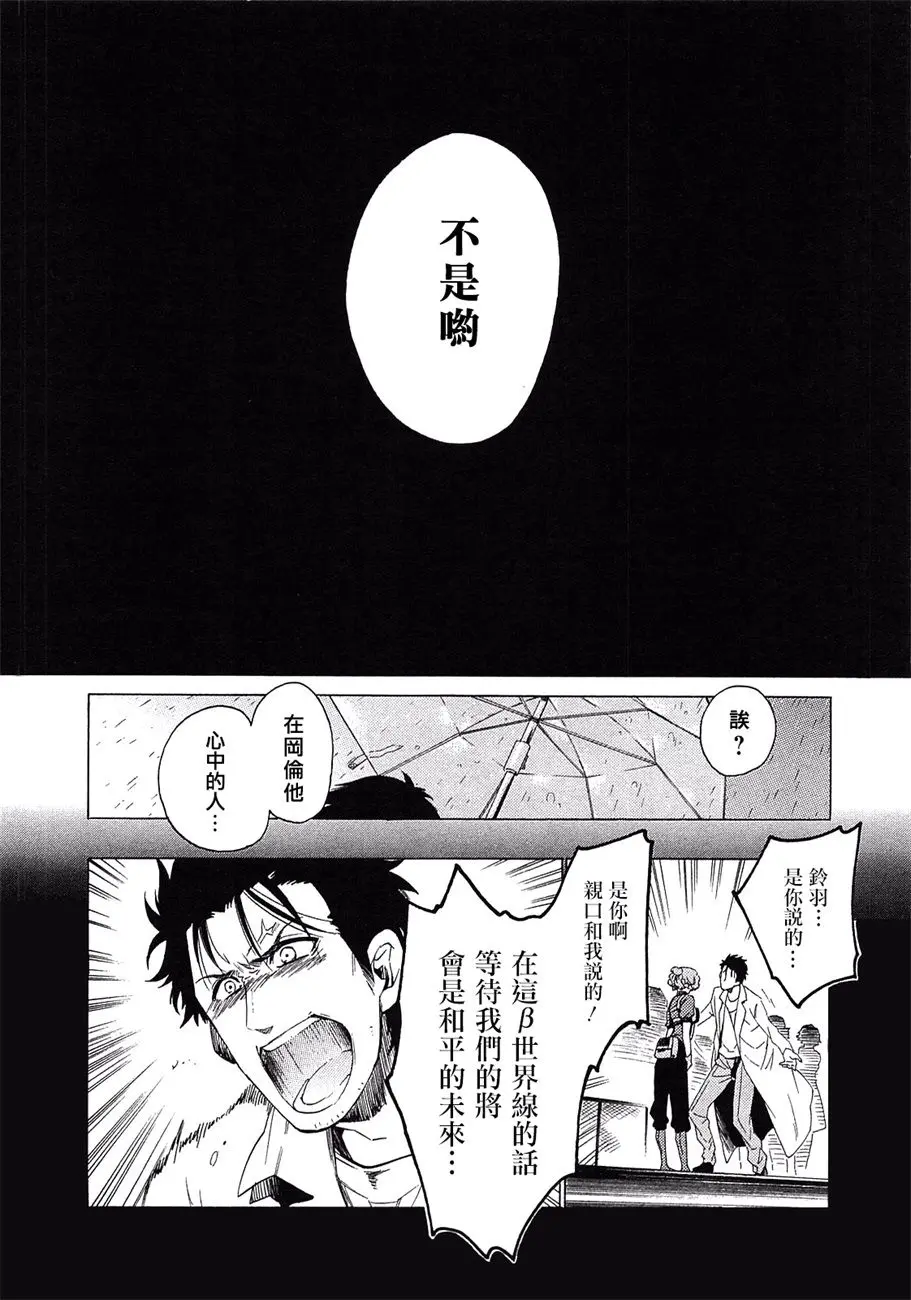 不是喲
誒?
在岡倫他
心中的人…
鈴羽…
是你說的…
是你啊
親口和我說的!
在這β世界線的話
等待我們的將
會是和平的未來…